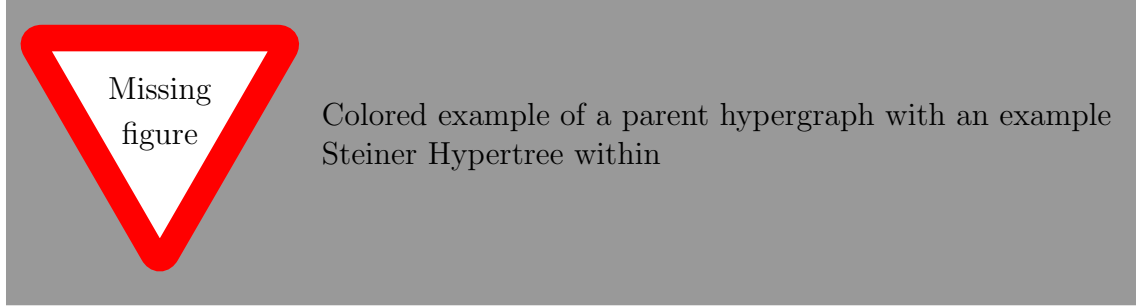 Missing
figure
Colored example of a parent hypergraph with an example
Steiner Hypertree within